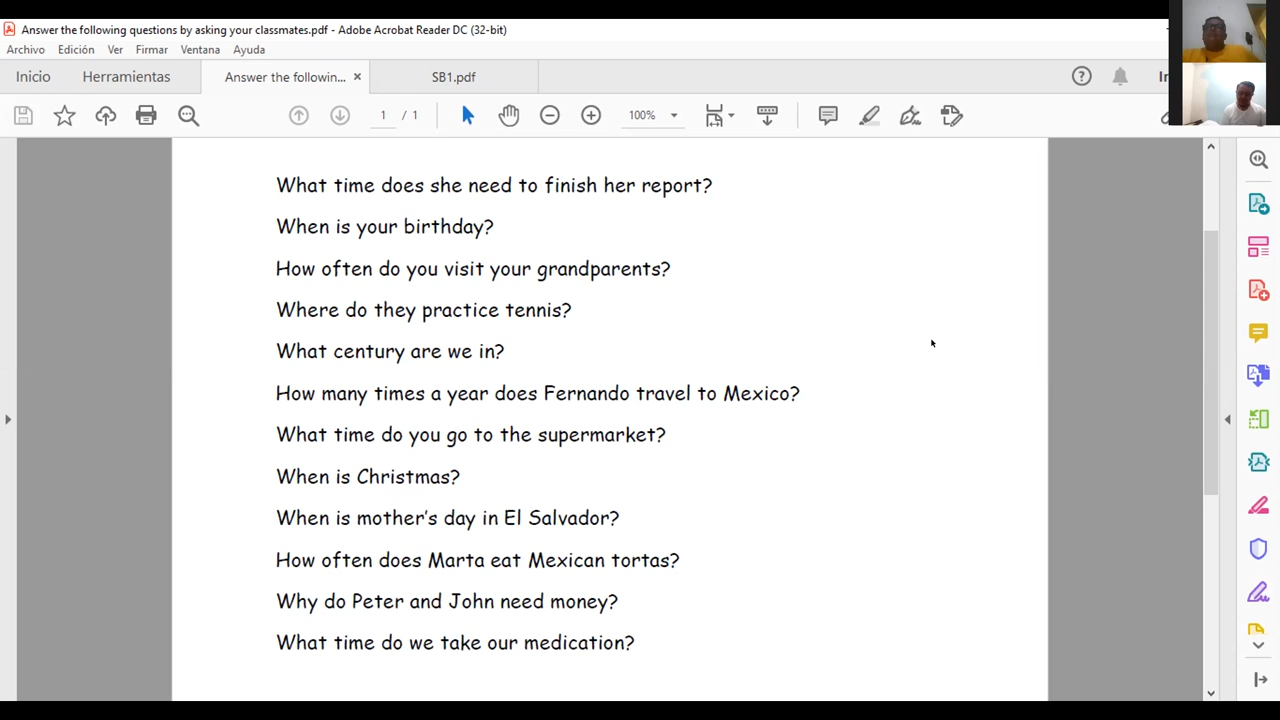 Answer the following questions by asking your classmates.pdf - Adobe Acrobat Reader DC (32-bit)
Archivo Edición Ver Firmar Ventana Ayuda
Inicio Herramientas Answer the followin... × SB1.pdf
1 / 1 100%
What time does she need to finish her report?
When is your birthday?
How often do you visit your grandparents?
Where do they practice tennis?
What century are we in?
How many times a year does Fernando travel to Mexico?
What time do you go to the supermarket?
When is Christmas?
When is mother's day in El Salvador?
How often does Marta eat Mexican tortas?
Why do Peter and John need money?
What time do we take our medication?